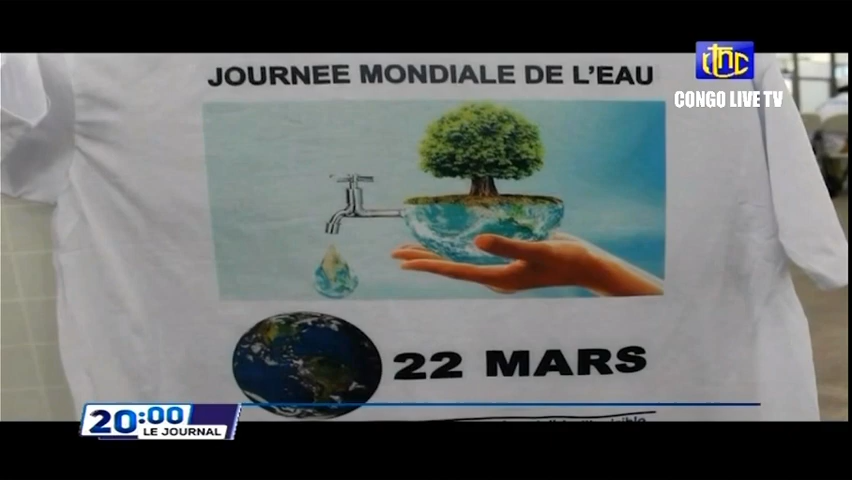 JOURNEE MONDIALE DE L'EAU
CONGO LIVE TV
22 MARS
20:00
LE JOURNAL